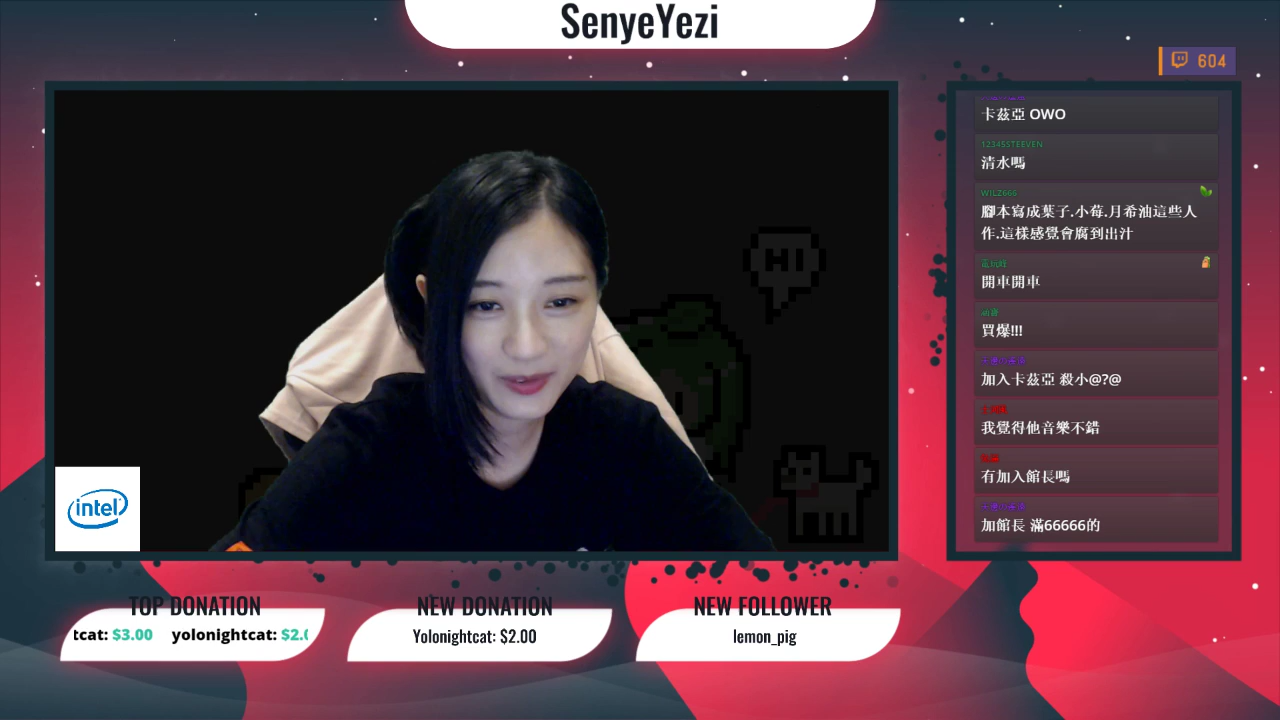 SenyeYezi
604
卡茲亞 OWO
12345STEEVEN
清水嗎
WILZ666
腳本寫成葉子.小莓.月希油這些人
作.這樣感覺會腐到出汁
開車開車
買爆!!!
加入卡茲亞 殺小@?@
我覺得他音樂不錯
有加入館長嗎
加館長 滿66666的
HI
intel
TOP DONATION
tcat: $3.00 yolonightcat: $2.0
NEW DONATION
Yolonightcat: $2.00
NEW FOLLOWER
lemon_pig